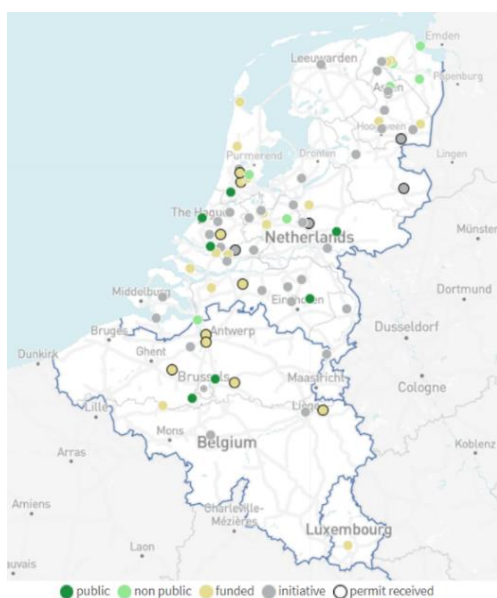 Emden
Leeuwarden
Papenburg
Assen
Hoogeveen
Purmerend
Dronten
Lingen
The Hague
Netherlands
Münster
Middelburg
Eindhoven
Dortmund
Bruges
Antwerp
Dusseldorf
Dunkirk
Ghent
Brussels
Maastricht
Cologne
Lille
Liège
Mons
Belgium
Arras
Koblenz
Amiens
Charleville-
Mézières
Luxembourg
Laon
auvais
public non public funded initiative permit received